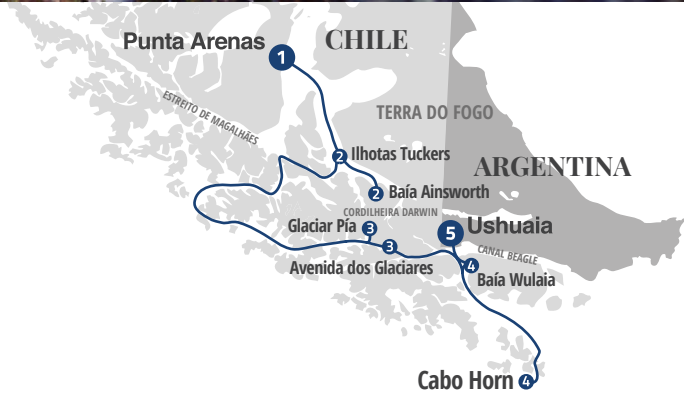 Punta Arenas
CHILE
1
ESTREITO DE MAGALHÃES
TERRA DO FOGO
2 Ilhotas Tuckers
ARGENTINA
2 Baía Ainsworth
CORDILHEIRA DARWIN
Glaciar Pía 3
5 Ushuaia
3
Avenida dos Glaciares
CANAL BEAGLE
4
Baía Wulaia
Cabo Horn 4